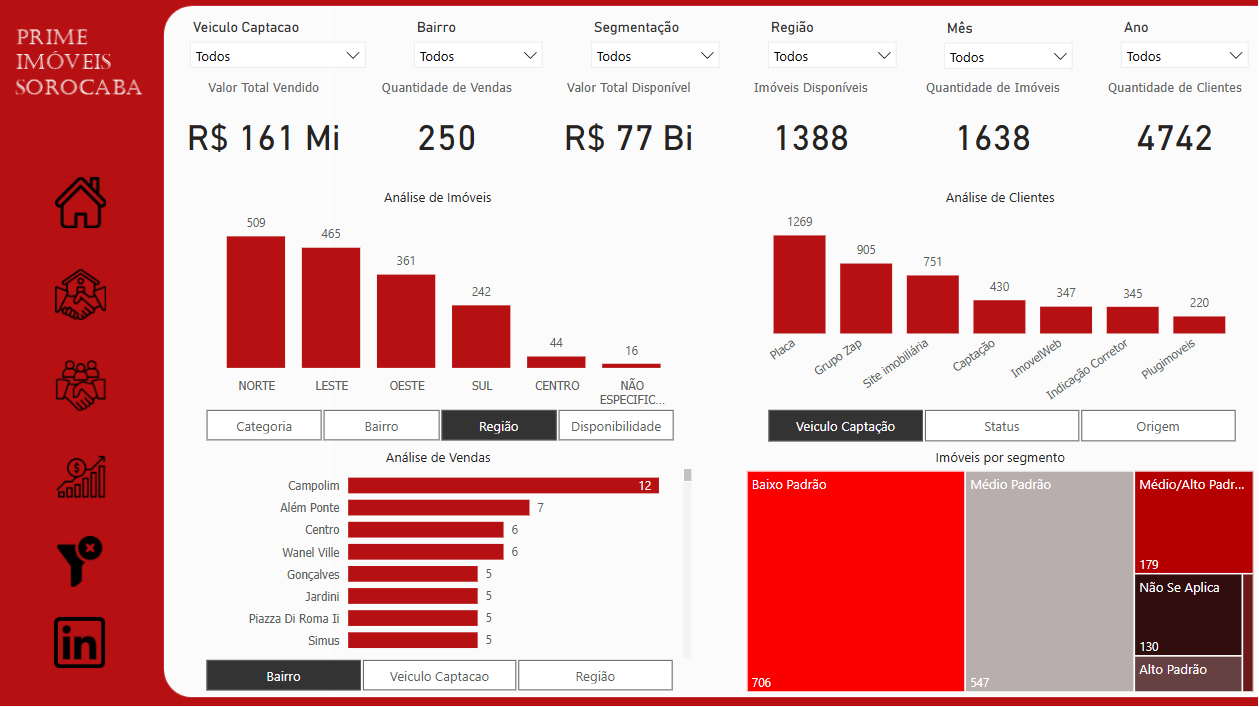 PRIME
IMÓVEIS
SOROCABA
Veiculo Captacao
Todos
Bairro
Todos
Segmentação
Todos
Região
Todos
Mês
Todos
Ano
Todos
Valor Total Vendido
R$ 161 Mi
Quantidade de Vendas
250
Valor Total Disponível
R$ 77 Bi
Imóveis Disponíveis
1388
Quantidade de Imóveis
1638
Quantidade de Clientes
4742
Análise de Imóveis
509
465
361
242
44
16
NORTE
LESTE
OESTE
SUL
CENTRO
NÃO
ESPECIFIC...
Categoria
Bairro
Região
Disponibilidade
Análise de Clientes
1269
905
751
430
347
345
220
Placa
Grupo Zap
Site imobiliária
Captação
ImovelWeb
Indicação Corretor
Plugimoveis
Veiculo Captação
Status
Origem
Análise de Vendas
Campolim 12
Além Ponte 7
Centro 6
Wanel Ville 6
Gonçalves 5
Jardini 5
Piazza Di Roma Ii 5
Simus 5
Bairro
Veiculo Captacao
Região
Imóveis por segmento
Baixo Padrão
706
Médio Padrão
547
Médio/Alto Padr...
179
Não Se Aplica
130
Alto Padrão
in